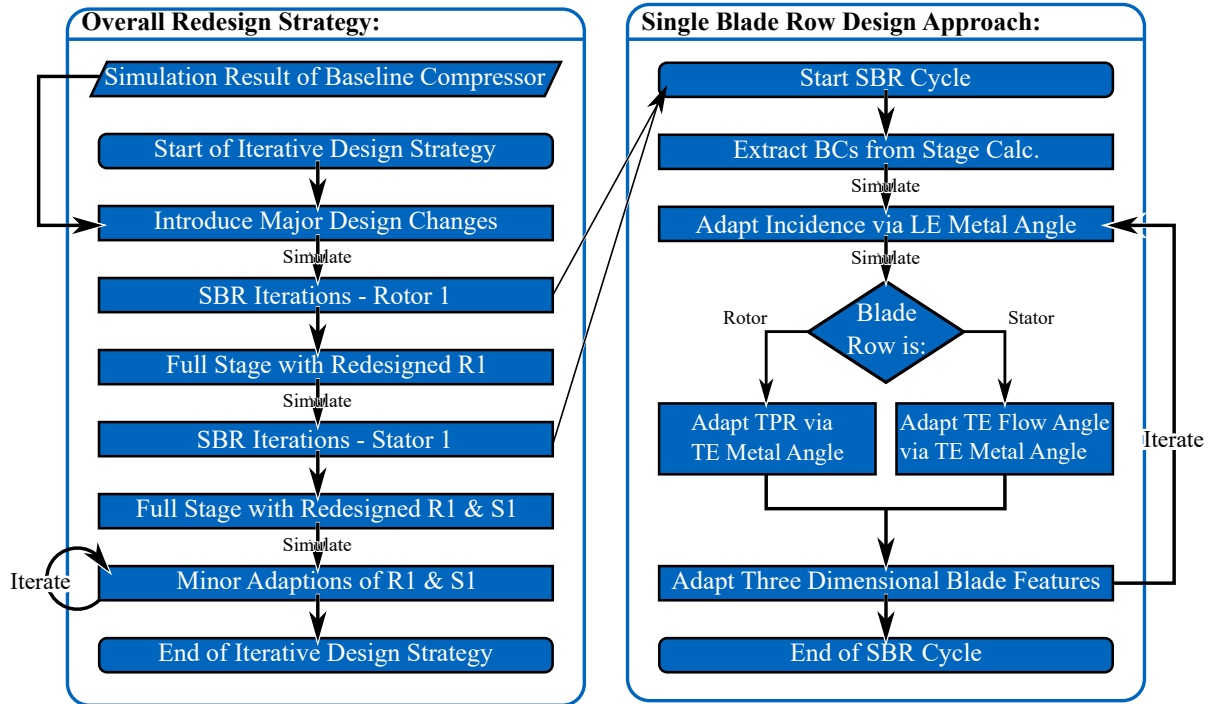 Overall Redesign Strategy:
Simulation Result of Baseline Compressor
Start of Iterative Design Strategy
Introduce Major Design Changes
Simulate
SBR Iterations - Rotor 1
Full Stage with Redesigned R1
Simulate
SBR Iterations - Stator 1
Full Stage with Redesigned R1 & S1
Simulate
Iterate
Minor Adaptions of R1 & S1
End of Iterative Design Strategy
Single Blade Row Design Approach:
Start SBR Cycle
Extract BCs from Stage Calc.
Simulate
Adapt Incidence via LE Metal Angle
Simulate
Blade
Row is:
Rotor
Stator
Adapt TPR via
TE Metal Angle
Adapt TE Flow Angle
via TE Metal Angle
Iterate
Adapt Three Dimensional Blade Features
End of SBR Cycle